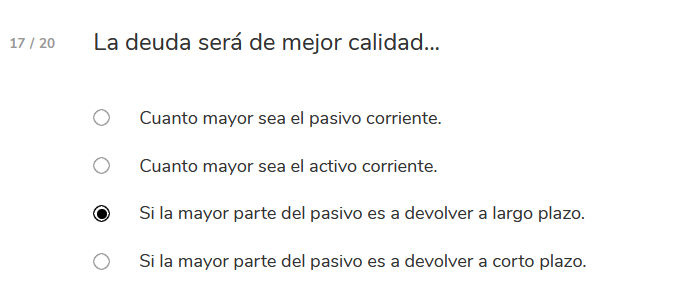 17 / 20 La deuda será de mejor calidad...
Cuanto mayor sea el pasivo corriente.
Cuanto mayor sea el activo corriente.
Si la mayor parte del pasivo es a devolver a largo plazo.
Si la mayor parte del pasivo es a devolver a corto plazo.